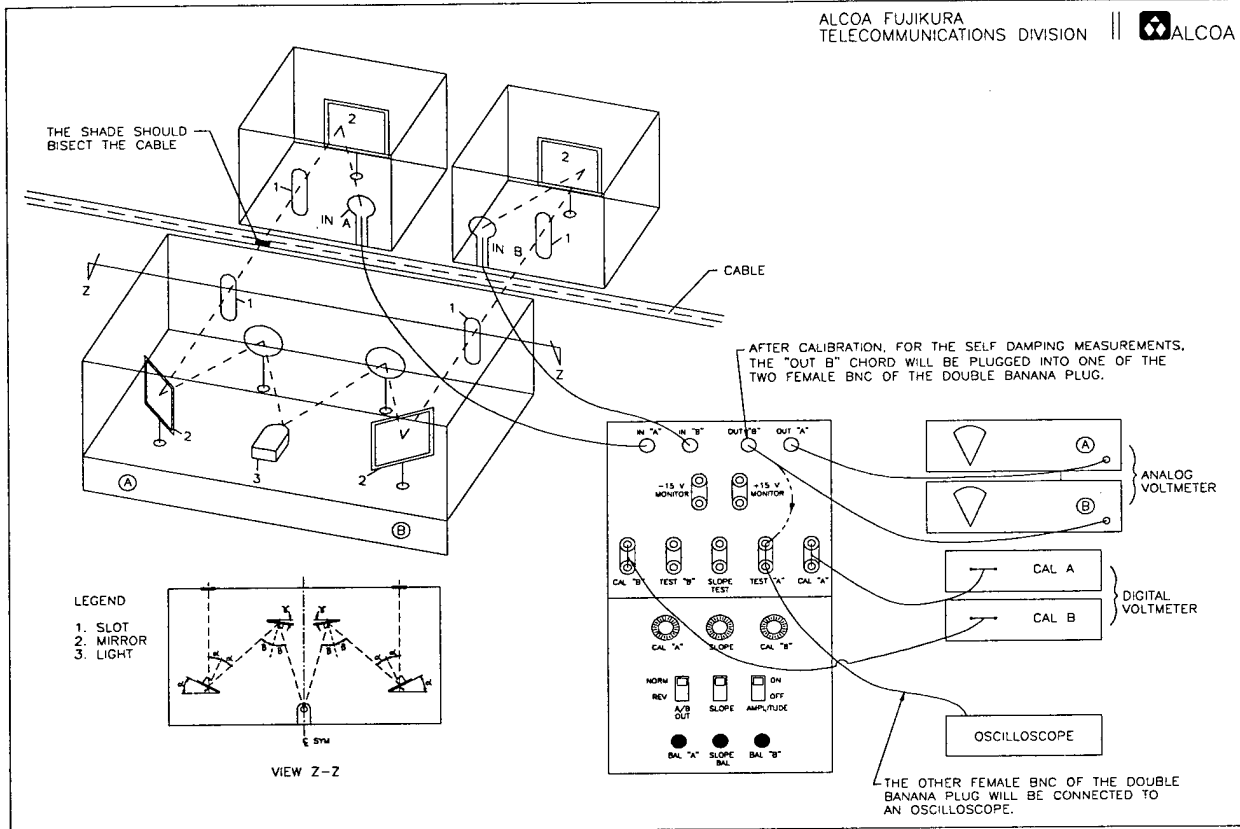 ALCOA FUJIKURA
TELECOMMUNICATIONS DIVISION
ALCOA
THE SHADE SHOULD
BISECT THE CABLE
2
2
1
IN A
IN B
1
CABLE
Z
1
1
Z
2
3
2
A
B
AFTER CALIBRATION, FOR THE SELF DAMPING MEASUREMENTS,
THE "OUT B" CHORD WILL BE PLUGGED INTO ONE OF THE
TWO FEMALE BNC OF THE DOUBLE BANANA PLUG.
IN "A" IN "B" OUT "B" OUT "A"
-15 V
MONITOR
+15 V
MONITOR
A
B
ANALOG
VOLTMETER
CAL "B" TEST "B" SLOPE
TEST TEST "A" CAL "A"
CAL A
CAL B
DIGITAL
VOLTMETER
CAL "A" SLOPE CAL "B"
NORM
REV
ON
OFF
A/B
OUT
SLOPE
AMPLITUDE
BAL "A" SLOPE
BAL BAL "B"
OSCILLOSCOPE
THE OTHER FEMALE BNC OF THE DOUBLE
BANANA PLUG WILL BE CONNECTED TO
AN OSCILLOSCOPE.
LEGEND
1. SLOT
2. MIRROR
3. LIGHT
γ γ
α α β β β β α α
α α
℄ SYM
VIEW Z-Z